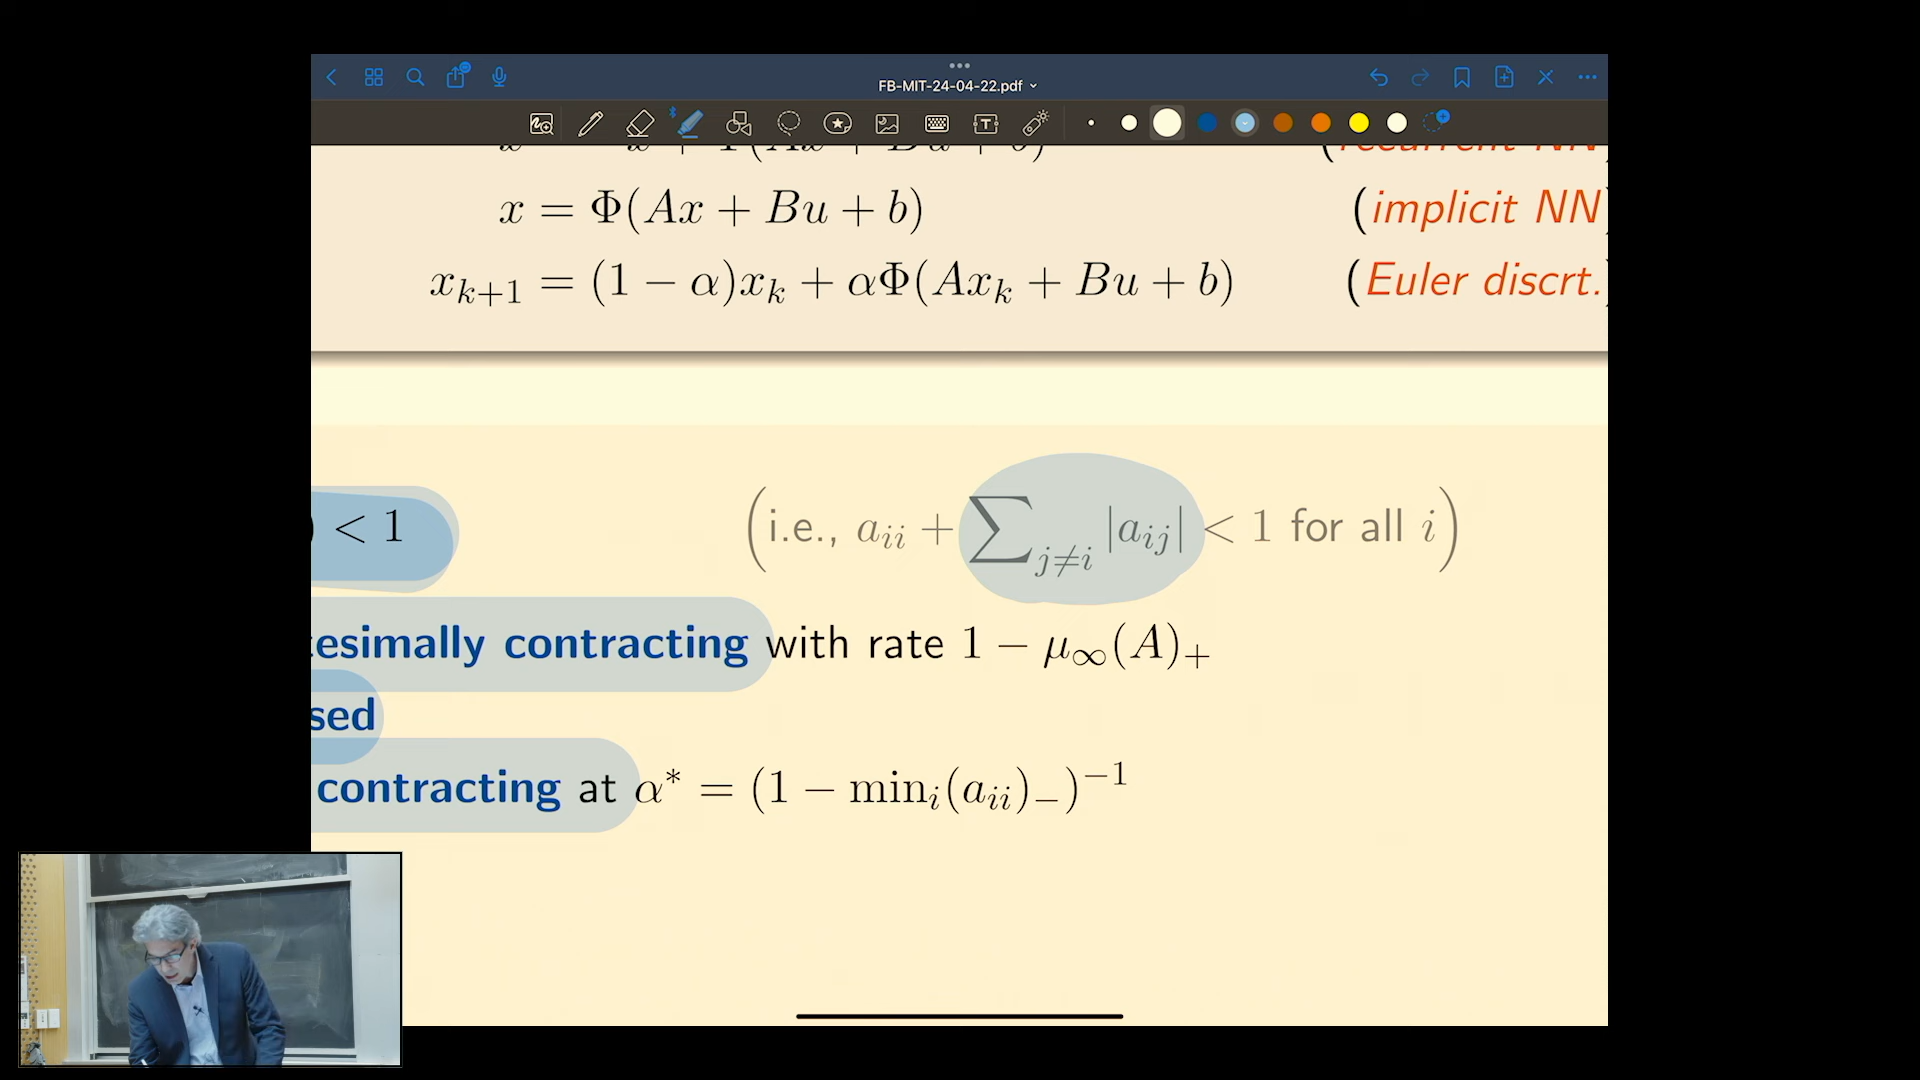 FB-MIT-24-04-22.pdf
x = Φ(Ax + Bu + b) (implicit NN)
x_{k+1} = (1 − α)x_k + αΦ(Ax_k + Bu + b) (Euler discrt.)
) < 1 (i.e., a_{ii} + ∑_{j≠i} |a_{ij}| < 1 for all i)
esimally contracting with rate 1 − μ_∞(A)_+
sed
contracting at α* = (1 − min_i(a_{ii})_−)^{−1}